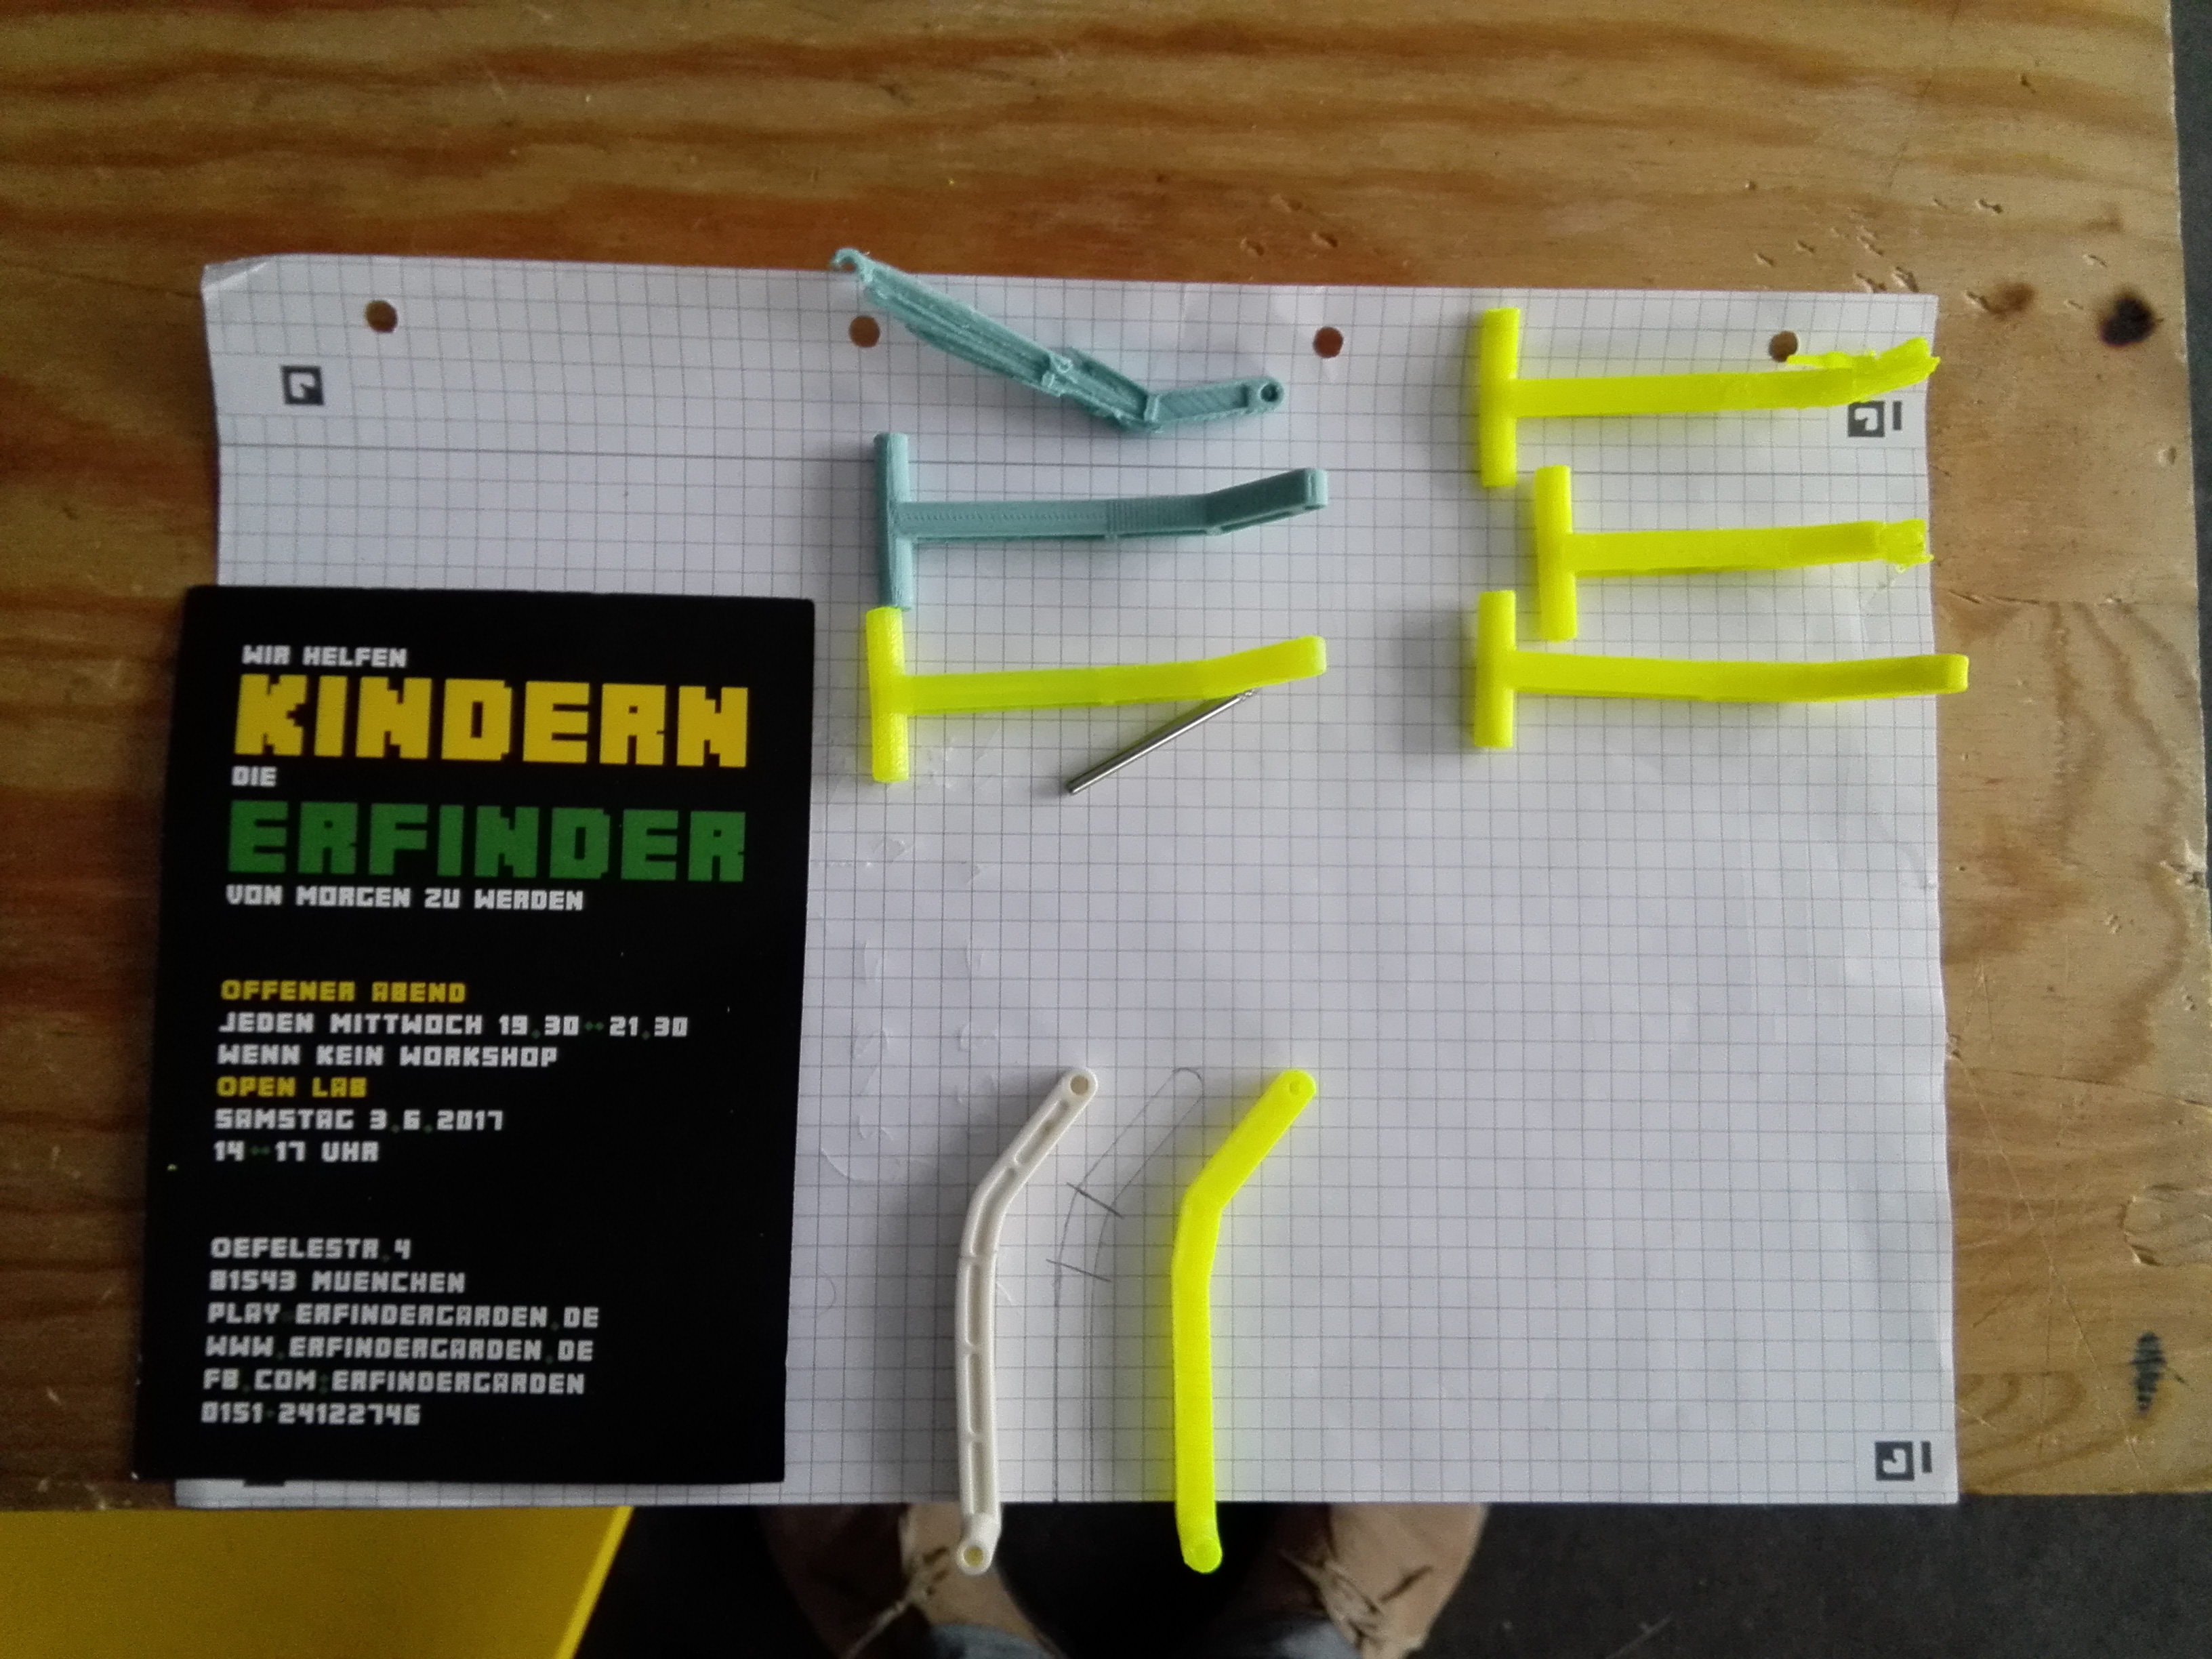 WIR HELFEN
KINDERN
DIE
ERFINDER
VON MORGEN ZU WERDEN
OFFENER ABEND
JEDEN MITTWOCH 19.30--21.30
WENN KEIN WORKSHOP
OPEN LAB
SAMSTAG 3.6.2017
14--17 UHR
OEFELESTR.4
81543 MUENCHEN
PLAY@ERFINDERGARDEN.DE
WWW.ERFINDERGARDEN.DE
FB.COM:ERFINDERGARDEN
0151-24122746